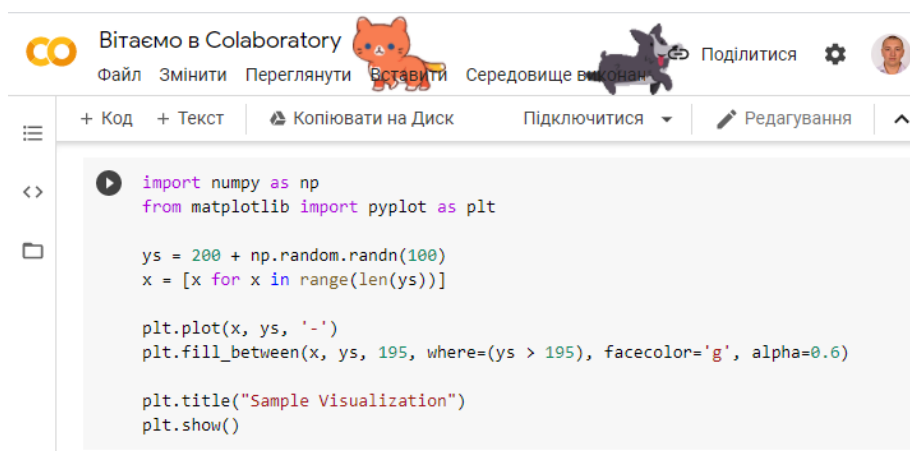 Вітаємо в Colaboratory
Поділитися
Файл Змінити Переглянути Вставити Середовище виконан
+ Код + Текст Копіювати на Диск Підключитися Редагування
import numpy as np
from matplotlib import pyplot as plt
ys = 200 + np.random.randn(100)
x = [x for x in range(len(ys))]
plt.plot(x, ys, '-')
plt.fill_between(x, ys, 195, where=(ys > 195), facecolor='g', alpha=0.6)
plt.title("Sample Visualization")
plt.show()